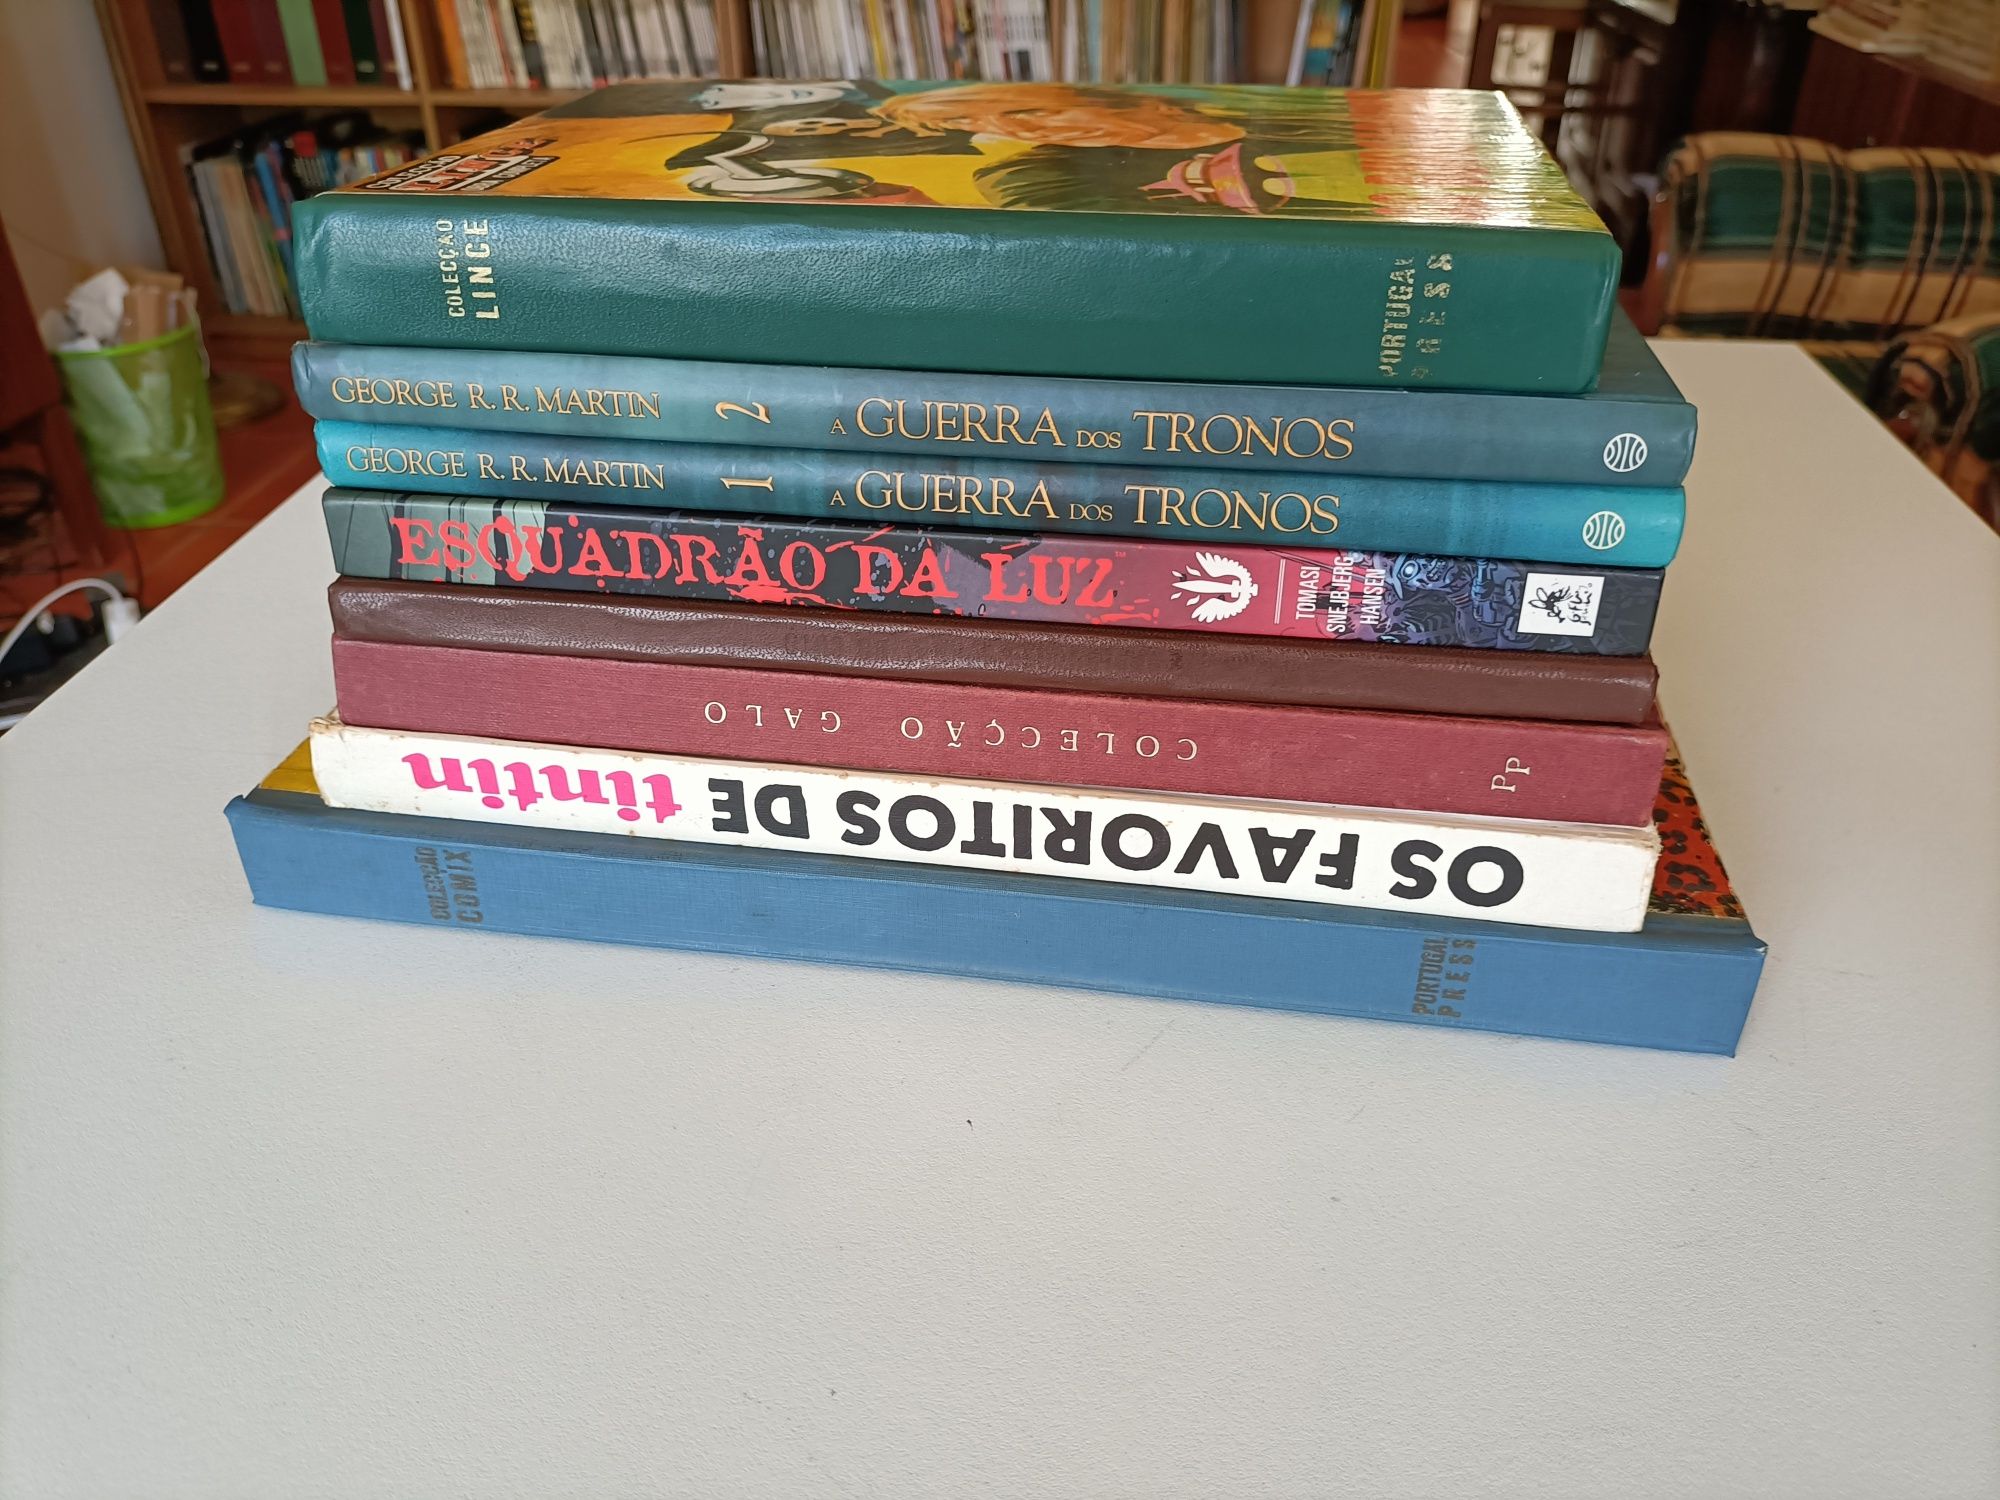 COLECÇÃO
LINCE
PORTUGAL
PRESS
GEORGE R. R. MARTIN 2 A GUERRA DOS TRONOS
GEORGE R. R. MARTIN 1 A GUERRA DOS TRONOS
ESQUADRÃO DA LUZ™
TOMASI
SNEJBJERG
HANSEN
PP COLECÇÃO GALO
OS FAVORITOS DE tintin
COLECÇÃO
COMIX
PORTUGAL
PRESS